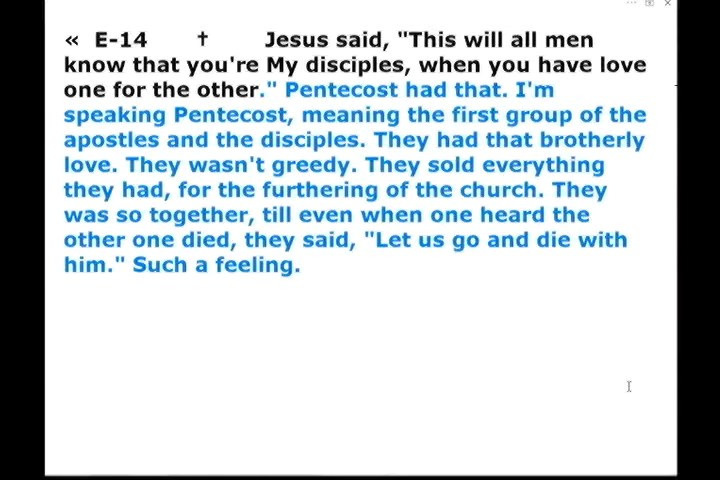 « E-14 † Jesus said, "This will all men
know that you're My disciples, when you have love
one for the other." Pentecost had that. I'm
speaking Pentecost, meaning the first group of the
apostles and the disciples. They had that brotherly
love. They wasn't greedy. They sold everything
they had, for the furthering of the church. They
was so together, till even when one heard the
other one died, they said, "Let us go and die with
him." Such a feeling.